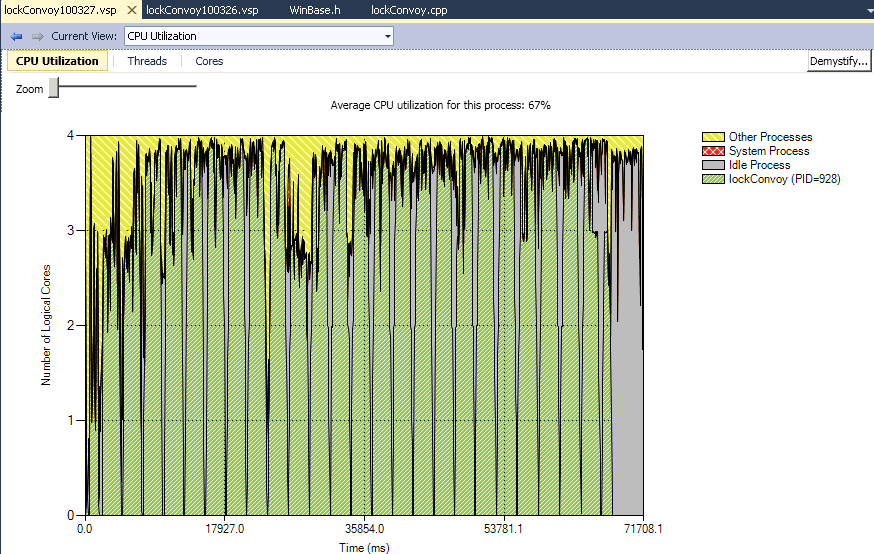 lockConvoy100327.vsp lockConvoy100326.vsp WinBase.h lockConvoy.cpp
Current View: CPU Utilization
CPU Utilization Threads Cores Demystify...
Zoom
Average CPU utilization for this process: 67%
Other Processes
System Process
Idle Process
lockConvoy (PID=928)
Number of Logical Cores
4
3
2
1
0
0.0 17927.0 35854.0 53781.1 71708.1
Time (ms)